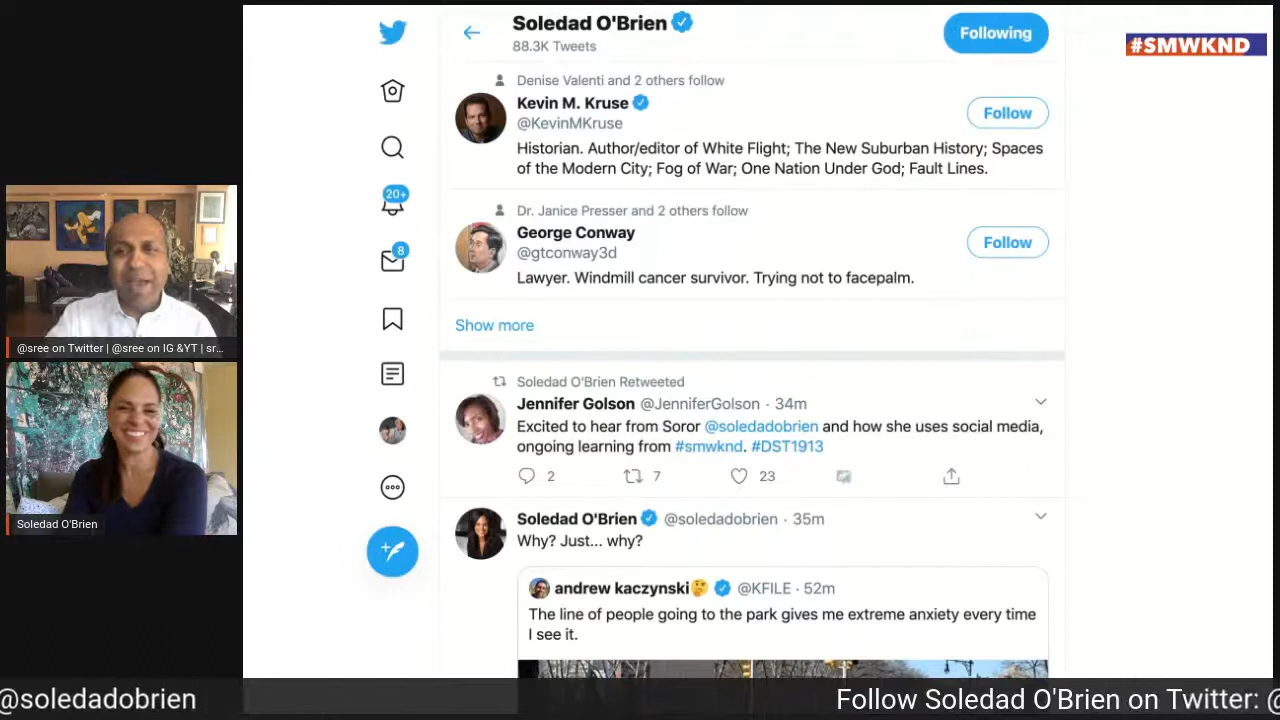 Soledad O'Brien
88.3K Tweets
Following
#SMWKND
Denise Valenti and 2 others follow
Kevin M. Kruse
@KevinMKruse
Follow
Historian. Author/editor of White Flight; The New Suburban History; Spaces
of the Modern City; Fog of War; One Nation Under God; Fault Lines.
20+
8
Dr. Janice Presser and 2 others follow
George Conway
@gtconway3d
Follow
Lawyer. Windmill cancer survivor. Trying not to facepalm.
Show more
@sree on Twitter | @sree on IG &YT | sr...
Soledad O'Brien
Soledad O'Brien Retweeted
Jennifer Golson @JenniferGolson · 34m
Excited to hear from Soror @soledadobrien and how she uses social media,
ongoing learning from #smwknd. #DST1913
2 7 23
Soledad O'Brien @soledadobrien · 35m
Why? Just... why?
andrew kaczynski🤔 @KFILE · 52m
The line of people going to the park gives me extreme anxiety every time
I see it.
@soledadobrien
Follow Soledad O'Brien on Twitter: @